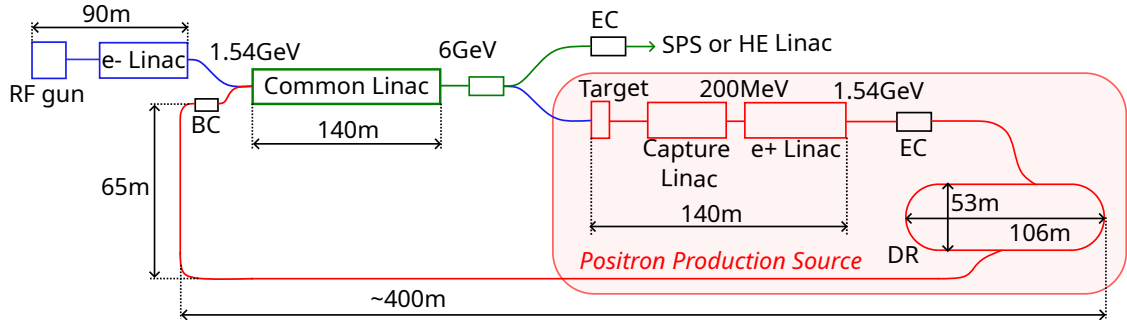 90m
EC
e- Linac
1.54GeV
6GeV
SPS or HE Linac
RF gun
Common Linac
Target
200MeV
1.54GeV
BC
140m
Capture
Linac
e+ Linac
EC
65m
140m
53m
106m
Positron Production Source
DR
~400m